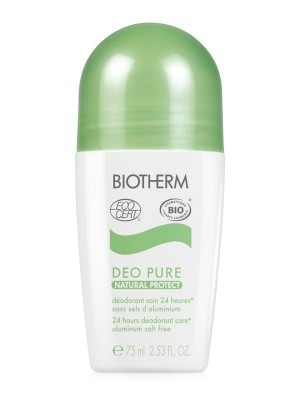 BIOTHERM
ECO
CERT
BIO
DEO PURE
NATURAL PROTECT
déodorant soin 24 heures*
sans sels d'aluminium
24 hours deodorant care*
aluminum salt free
℮ 75 ml 2.53 FL. OZ.